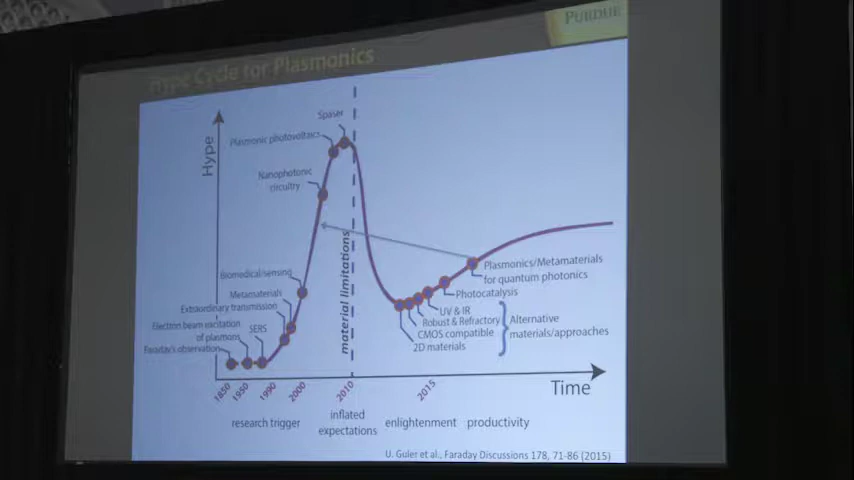 PURDUE
Hype Cycle for Plasmonics
Spaser
Plasmonic photovoltaics
Hype
Nanophotonic
circuitry
material limitations
Biomedical/sensing
Metamaterials
Extraordinary transmission
Electron beam excitation
of plasmons
SERS
Faraday's observation
Plasmonics/Metamaterials
for quantum photonics
Photocatalysis
UV & IR
Robust & Refractory
CMOS compatible
2D materials
Alternative
materials/approaches
1850
1950
1990
2000
2010
2015
Time
research trigger
inflated
expectations
enlightenment
productivity
U. Guler et al., Faraday Discussions 178, 71-86 (2015)